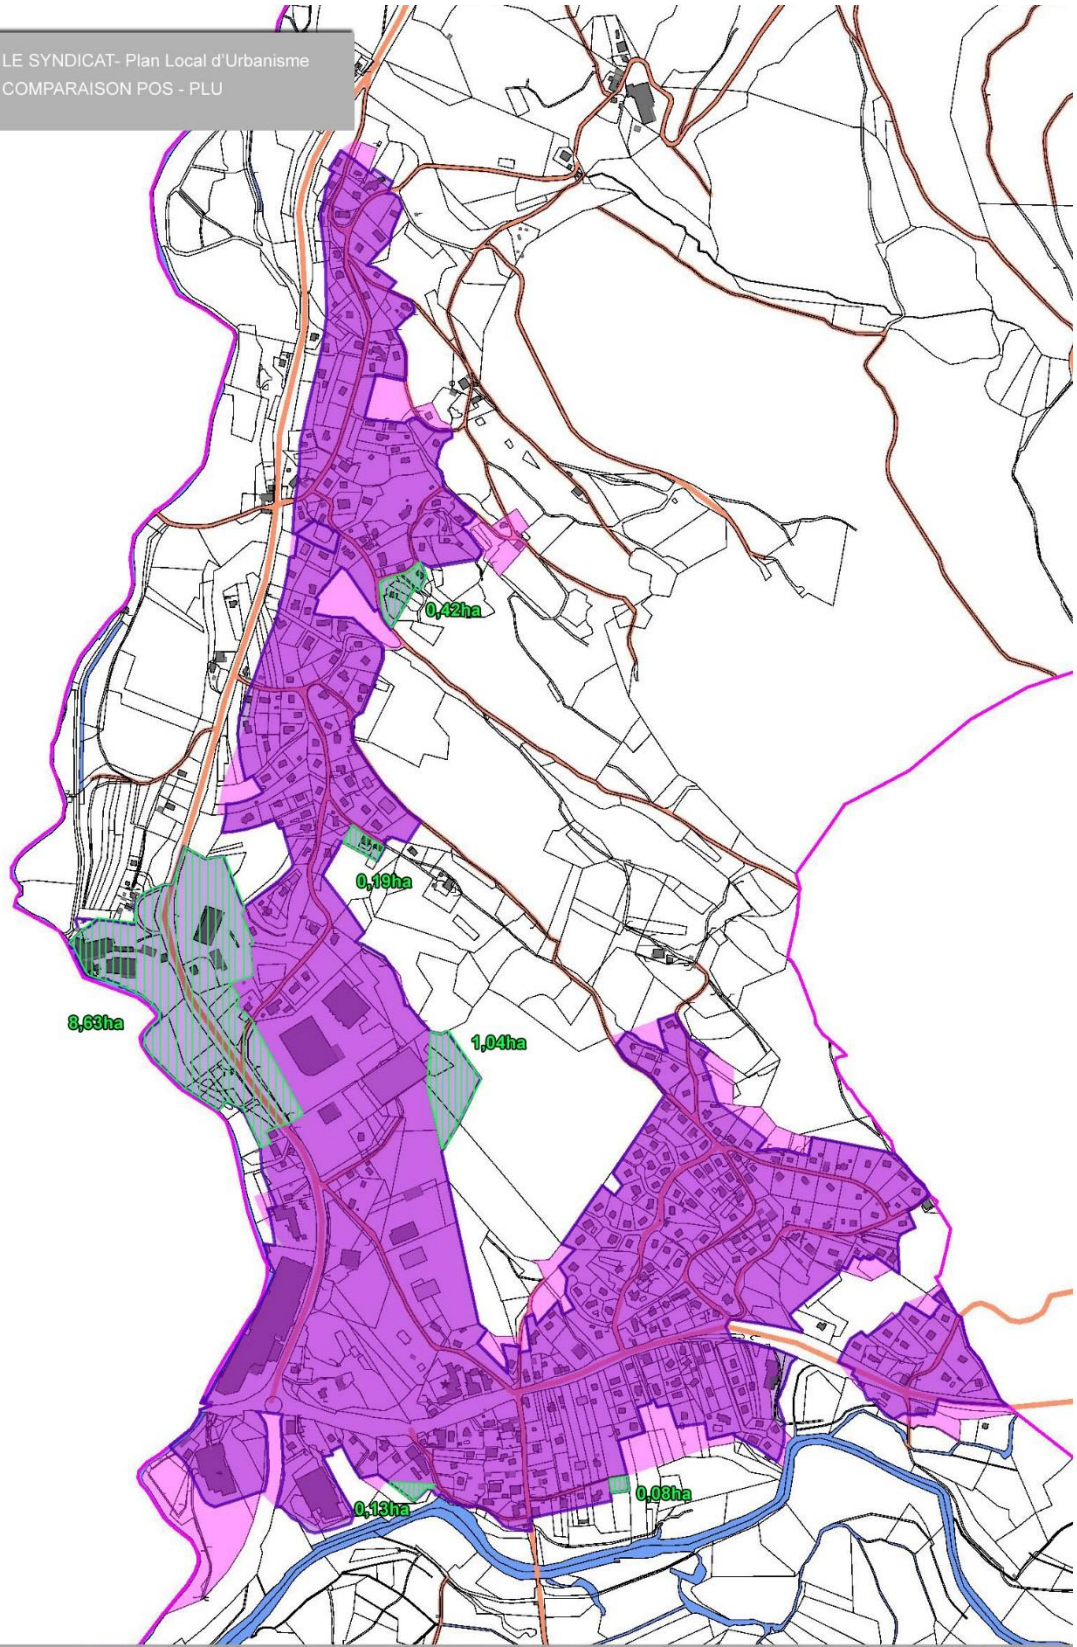 LE SYNDICAT- Plan Local d'Urbanisme
COMPARAISON POS - PLU
0,42ha
0,19ha
8,63ha
1,04ha
0,13ha
0,08ha